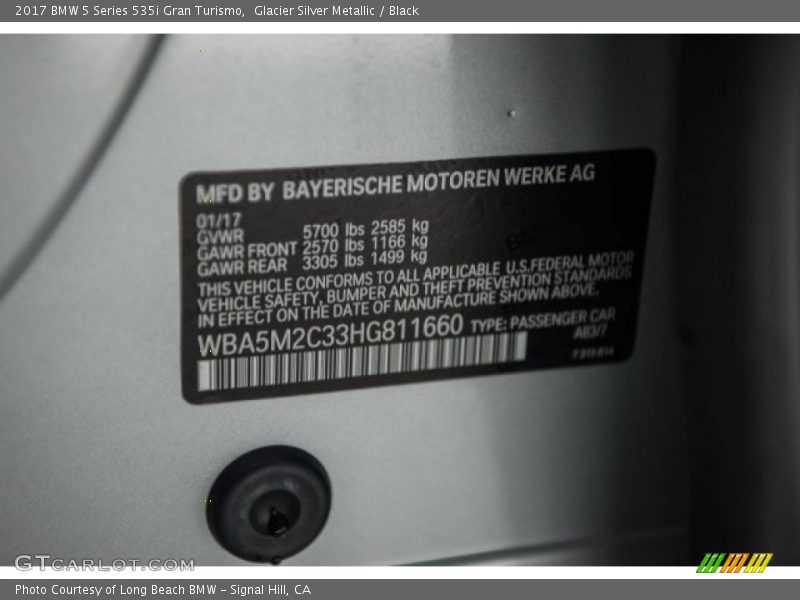 2017 BMW 5 Series 535i Gran Turismo,  Glacier Silver Metallic / Black
MFD BY BAYERISCHE MOTOREN WERKE AG
01/17
GVWR 5700 lbs 2585 kg
GAWR FRONT 2570 lbs 1166 kg
GAWR REAR 3305 lbs 1499 kg
THIS VEHICLE CONFORMS TO ALL APPLICABLE U.S.FEDERAL MOTOR
VEHICLE SAFETY, BUMPER AND THEFT PREVENTION STANDARDS
IN EFFECT ON THE DATE OF MANUFACTURE SHOWN ABOVE.
WBA5M2C33HG811660 TYPE: PASSENGER CAR
A83/7
GTCARLOT.COM
Photo Courtesy of Long Beach BMW – Signal Hill, CA